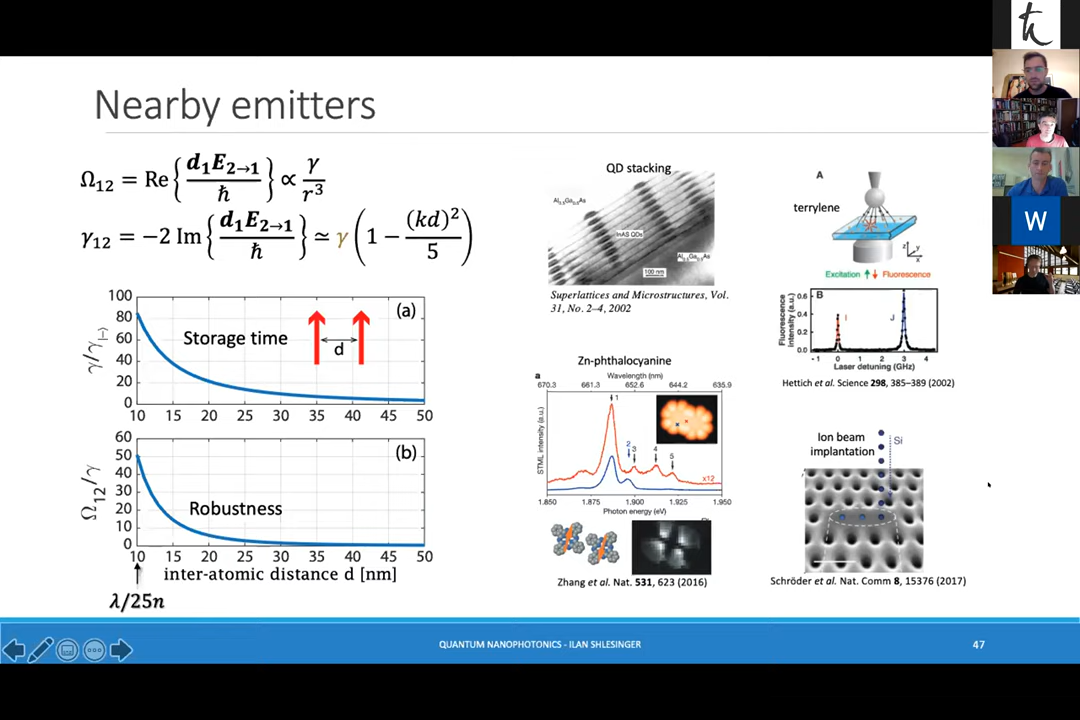 Nearby emitters
Ω₁₂ = Re{d₁E₂→₁/ħ} ∝ γ/r³
γ₁₂ = −2 Im{d₁E₂→₁/ħ} ≃ γ(1 − (kd)²/5)
100
80
60
40
20
0
γ/γ|−⟩
(a)
Storage time
d
10 15 20 25 30 35 40 45 50
60
50
40
30
20
10
0
Ω₁₂/γ
(b)
Robustness
10 15 20 25 30 35 40 45 50
inter-atomic distance d [nm]
λ/25n
QD stacking
InAS QDs
100 nm
Superlattices and Microstructures, Vol.
31, No. 2–4, 2002
A
terrylene
z y
x
Excitation Fluorescence
B
Fluorescence
Intensity (a.u.)
0.6
0.4
0.2
0.0
I
J
-1 0 1 2 3 4
Laser detuning (GHz)
Hettich et al. Science 298, 385–389 (2002)
Zn-phthalocyanine
a
Wavelength (nm)
670.3 661.3 652.6 644.2 635.9
STML intensity (a.u.)
1
2
3
4
5
x12
1.850 1.875 1.900 1.925 1.950
Photon energy (eV)
Zhang et al. Nat. 531, 623 (2016)
Ion beam
implantation
Si
Schröder et al. Nat. Comm 8, 15376 (2017)
QUANTUM NANOPHOTONICS - ILAN SHLESINGER
47
W